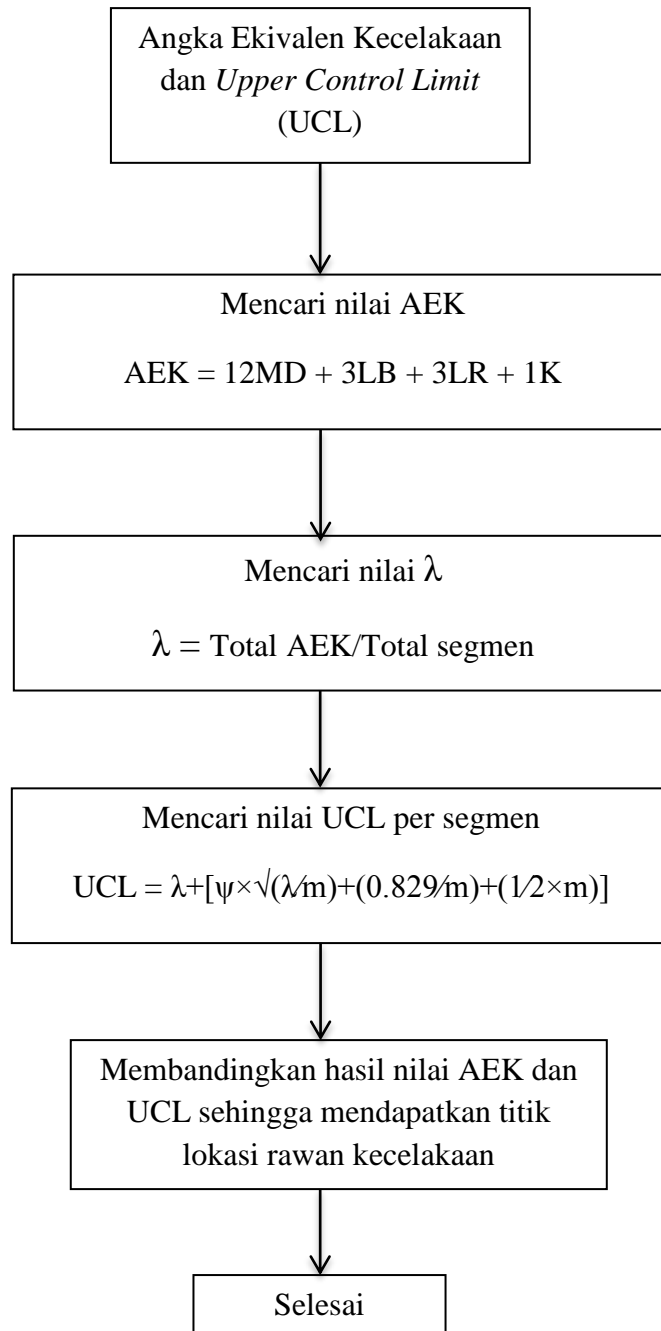 Angka Ekivalen Kecelakaan
dan Upper Control Limit
(UCL)
Mencari nilai AEK
AEK = 12MD + 3LB + 3LR + 1K
Mencari nilai λ
λ = Total AEK/Total segmen
Mencari nilai UCL per segmen
UCL = λ+[ψ×√(λ∕m)+(0.829∕m)+(1∕2×m)]
Membandingkan hasil nilai AEK dan
UCL sehingga mendapatkan titik
lokasi rawan kecelakaan
Selesai